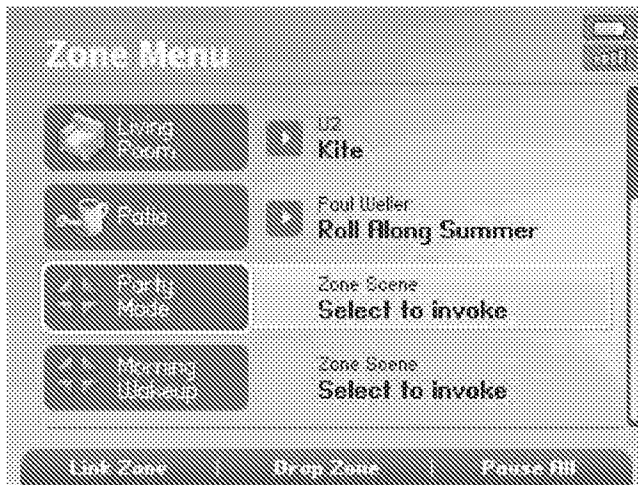 Zone Menu
Living
Room
U2
Kite
Patio
Paul Weller
Roll Along Summer
Party
Mode
Zone Scene
Select to invoke
Morning
Wakeup
Zone Scene
Select to invoke
Link Zone
Drop Zone
Pause All